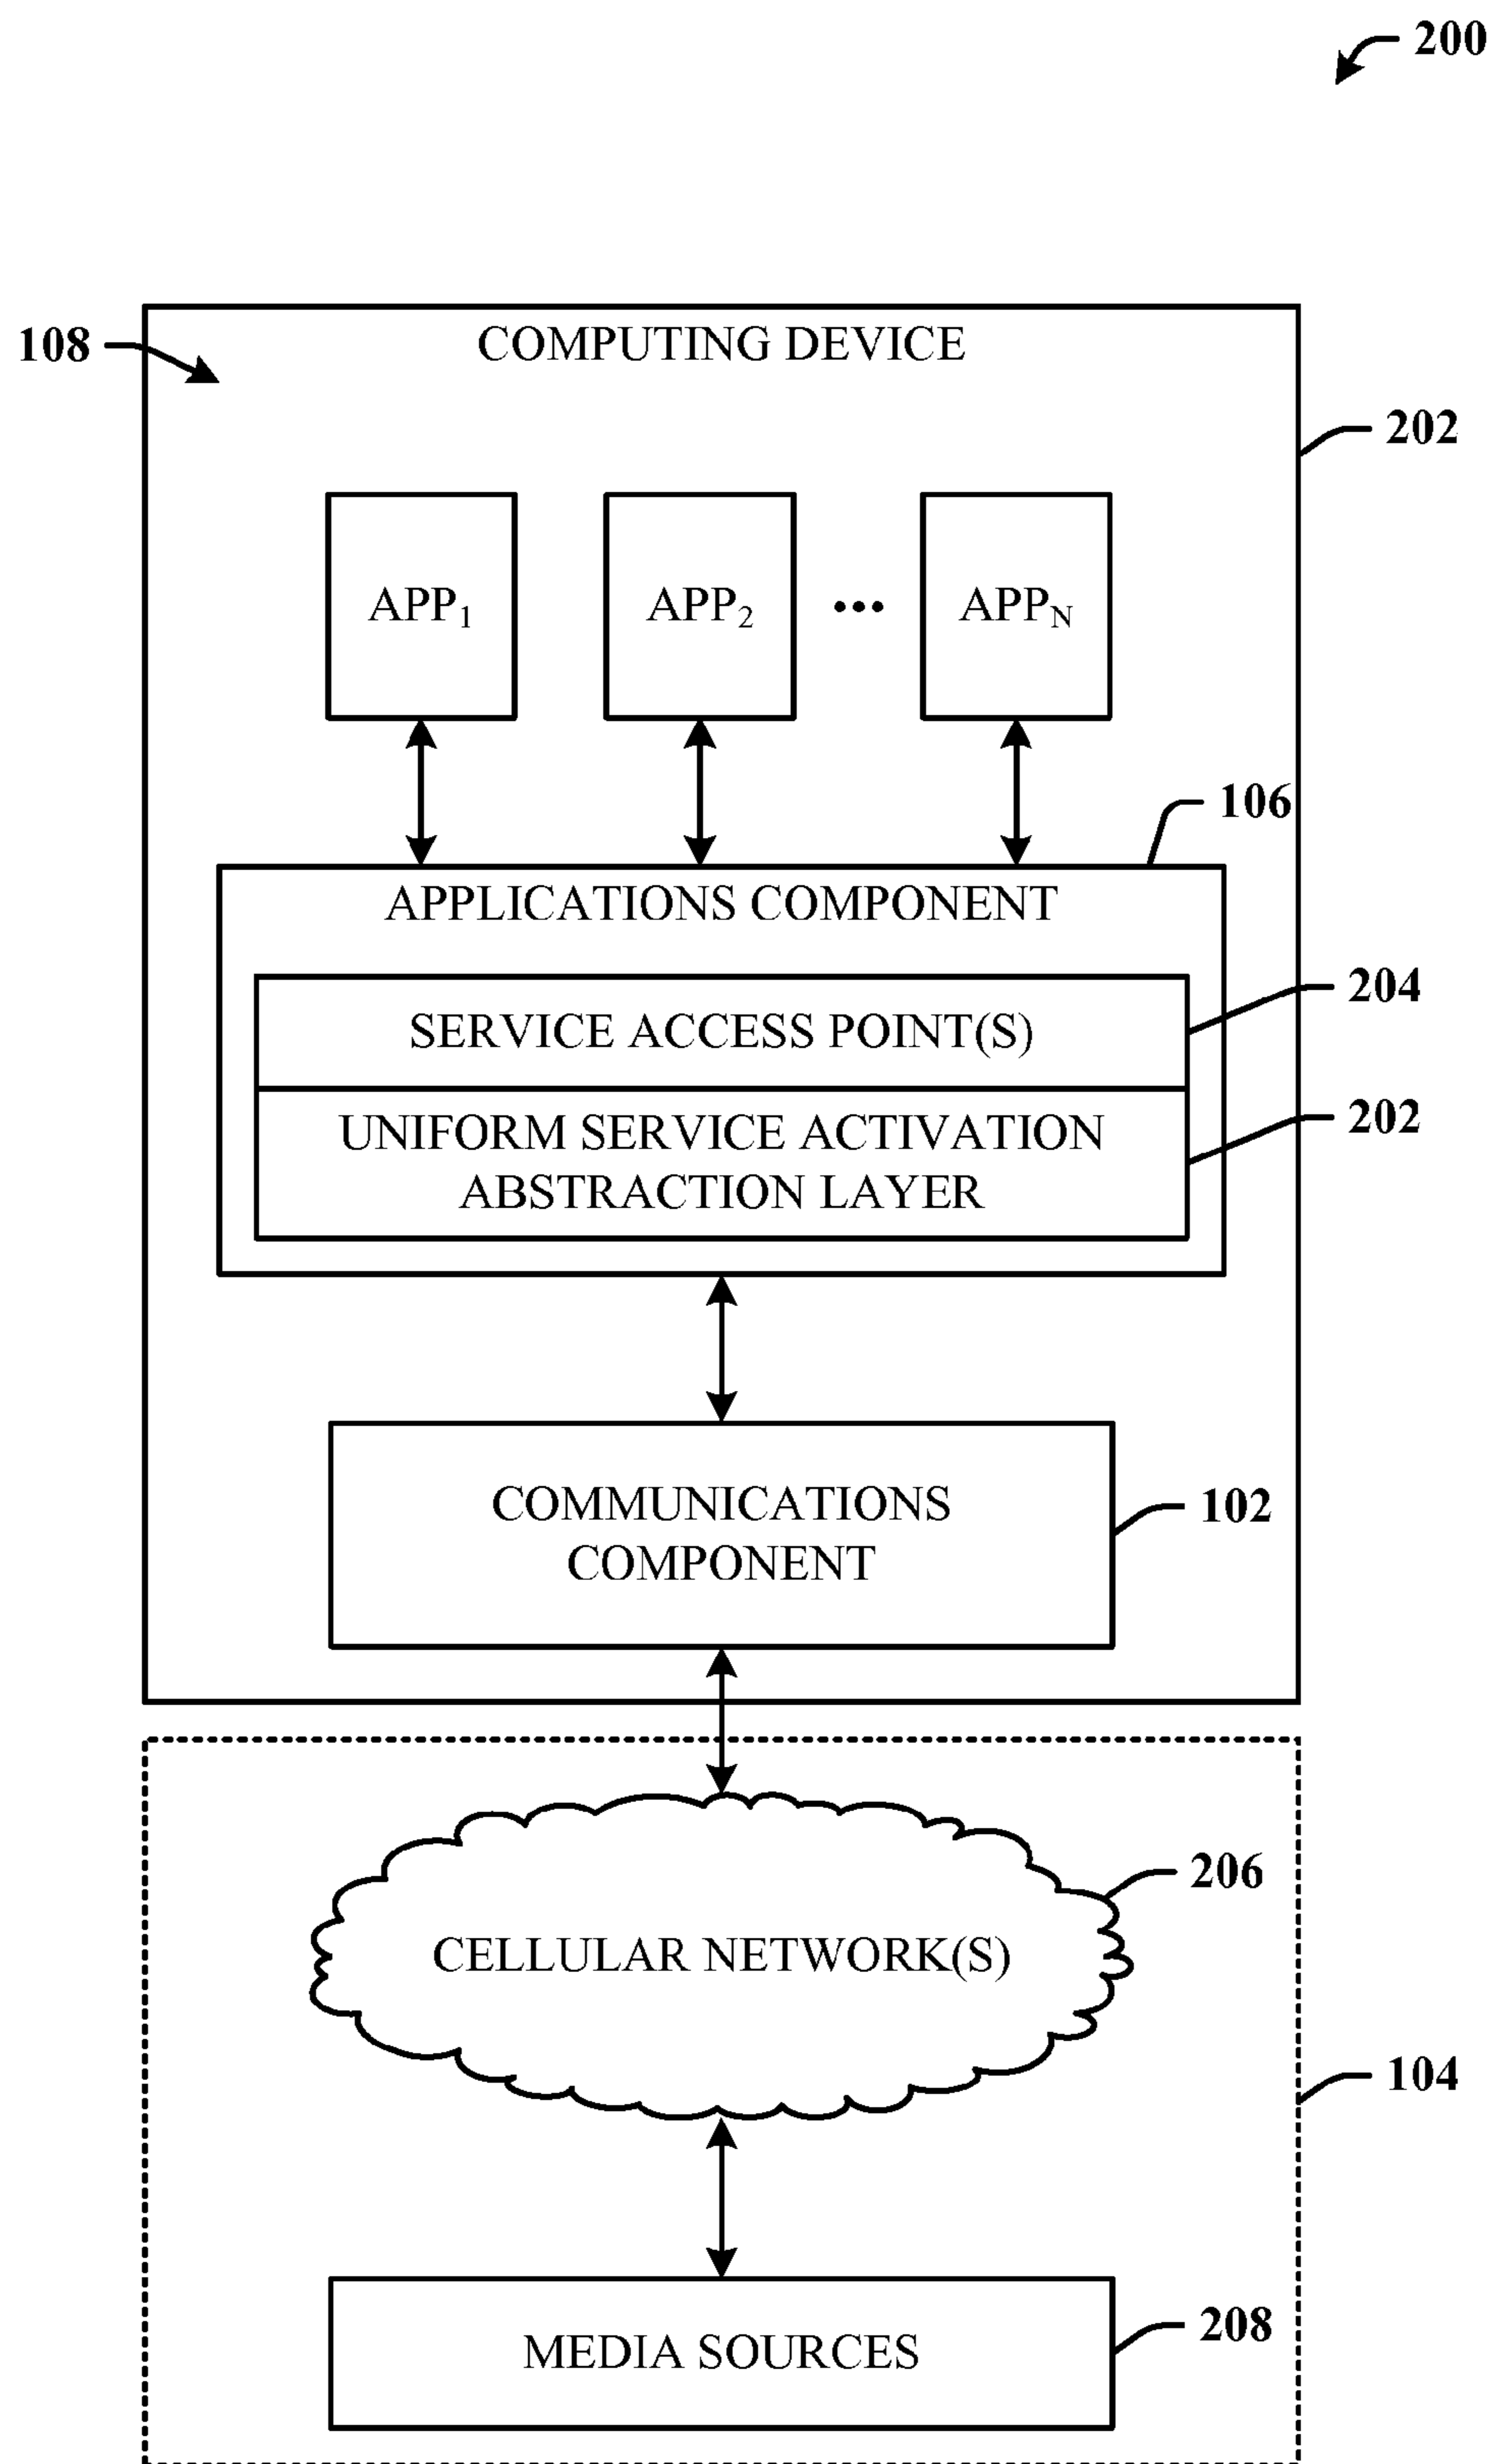 200
108
COMPUTING DEVICE
202
APP1
APP2
•••
APPN
106
APPLICATIONS COMPONENT
SERVICE ACCESS POINT(S)
204
UNIFORM SERVICE ACTIVATION
ABSTRACTION LAYER
202
COMMUNICATIONS
COMPONENT
102
206
CELLULAR NETWORK(S)
104
MEDIA SOURCES
208